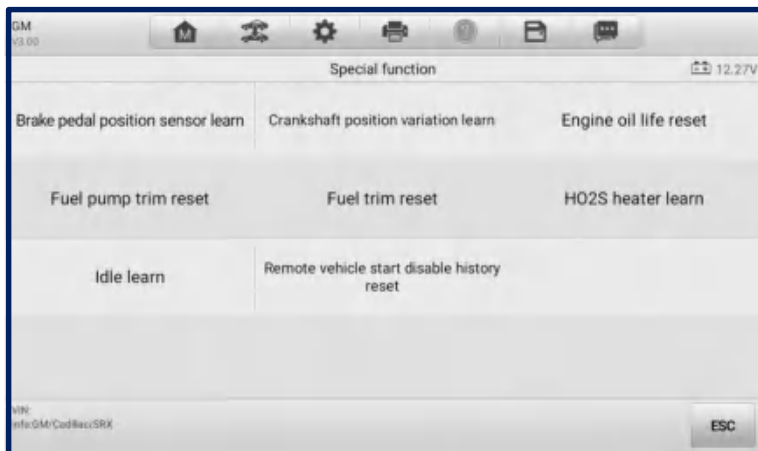 GM
V3.00
Special function
12.27V
Brake pedal position sensor learn
Crankshaft position variation learn
Engine oil life reset
Fuel pump trim reset
Fuel trim reset
HO2S heater learn
Idle learn
Remote vehicle start disable history
reset
VIN:
Info:GM/Cadillac/SRX
ESC